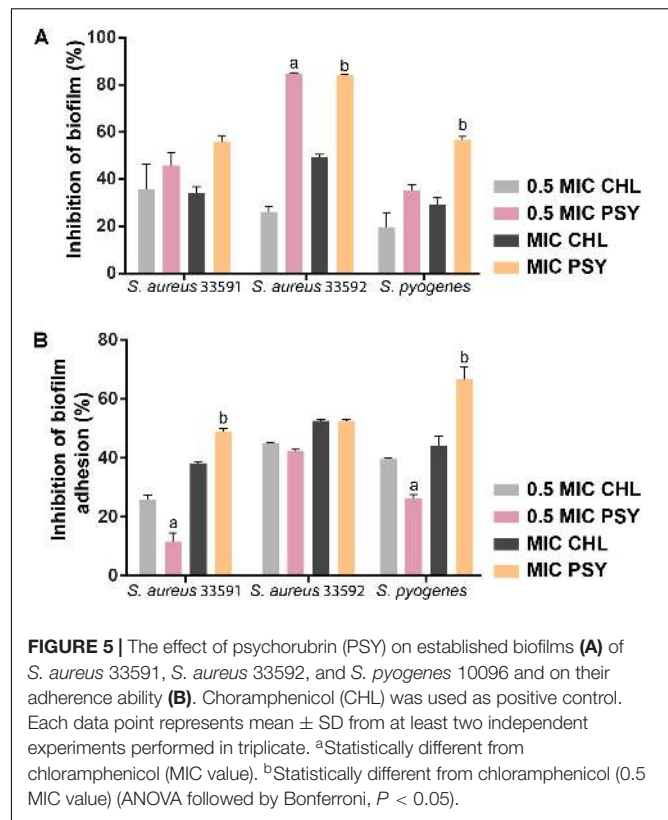 A
Inhibition of biofilm (%)
100
80
60
40
20
0
a
b
b
S. aureus 33591
S. aureus 33592
S. pyogenes
0.5 MIC CHL
0.5 MIC PSY
MIC CHL
MIC PSY
B
Inhibition of biofilm
adhesion (%)
80
60
40
20
0
a
b
a
b
S. aureus 33591
S. aureus 33592
S. pyogenes
0.5 MIC CHL
0.5 MIC PSY
MIC CHL
MIC PSY
FIGURE 5 | The effect of psychorubrin (PSY) on established biofilms (A) of
S. aureus 33591, S. aureus 33592, and S. pyogenes 10096 and on their
adherence ability (B). Choramphenicol (CHL) was used as positive control.
Each data point represents mean ± SD from at least two independent
experiments performed in triplicate. aStatistically different from
chloramphenicol (MIC value). bStatistically different from chloramphenicol (0.5
MIC value) (ANOVA followed by Bonferroni, P < 0.05).